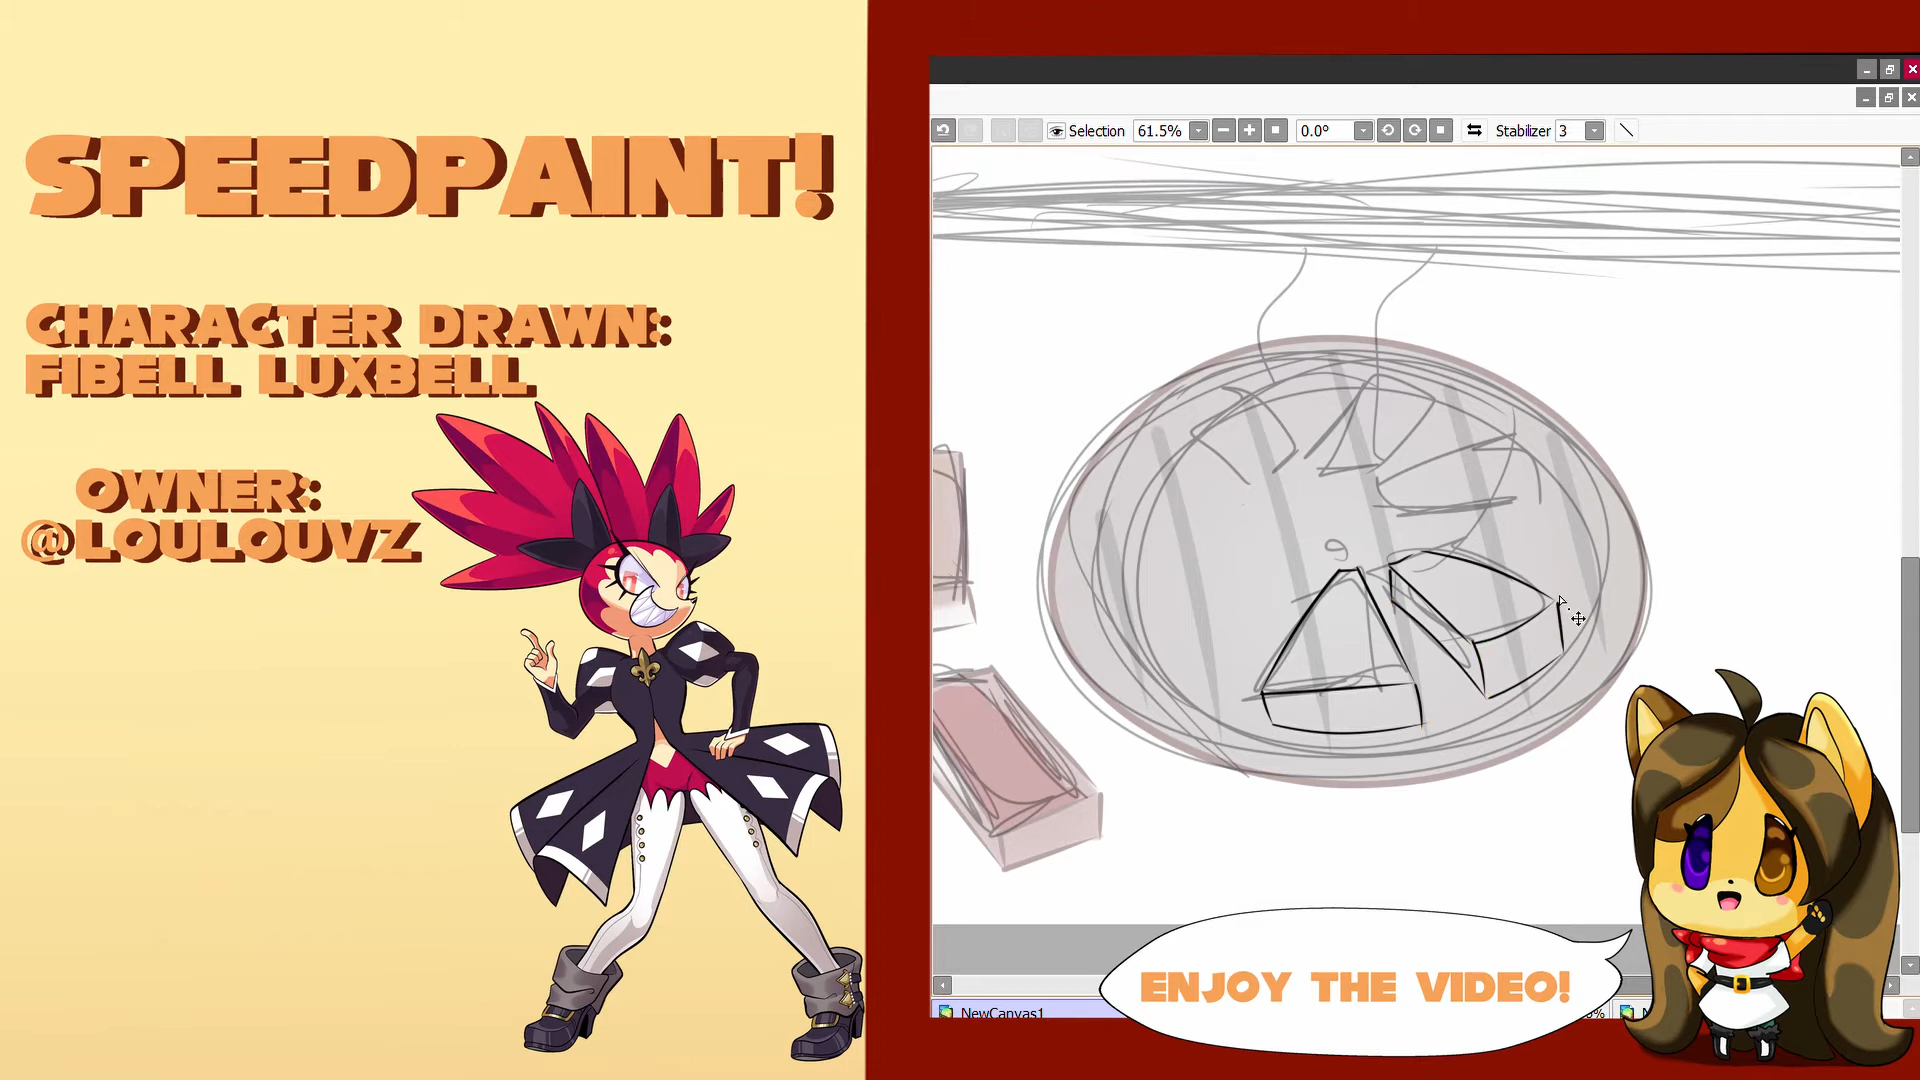 SPEEDPAINT!
CHARACTER DRAWN:
FIBELL LUXBELL
OWNER:
@LOULOUVZ
Selection 61.5% 0.0° Stabilizer 3
ENJOY THE VIDEO!
NewCanvas1